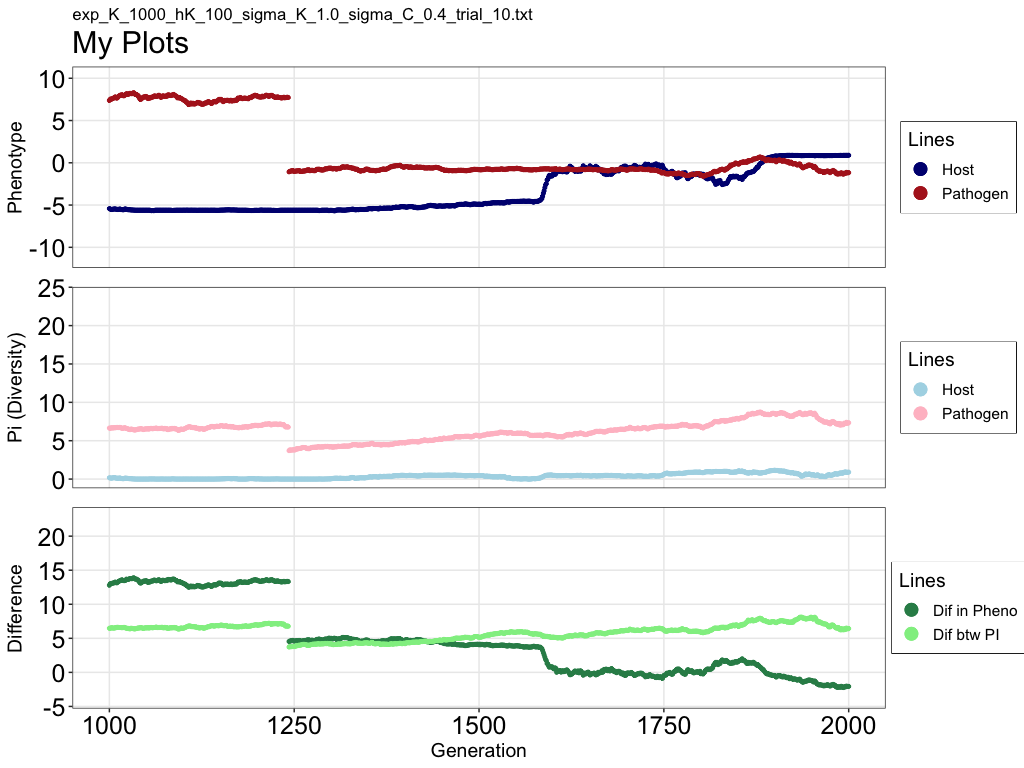 exp_K_1000_hK_100_sigma_K_1.0_sigma_C_0.4_trial_10.txt
My Plots
10
5
0
-5
-10
Phenotype
Lines
Host
Pathogen
25
20
15
10
5
0
Pi (Diversity)
Lines
Host
Pathogen
20
15
10
5
0
-5
Difference
Lines
Dif in Pheno
Dif btw PI
1000 1250 1500 1750 2000
Generation